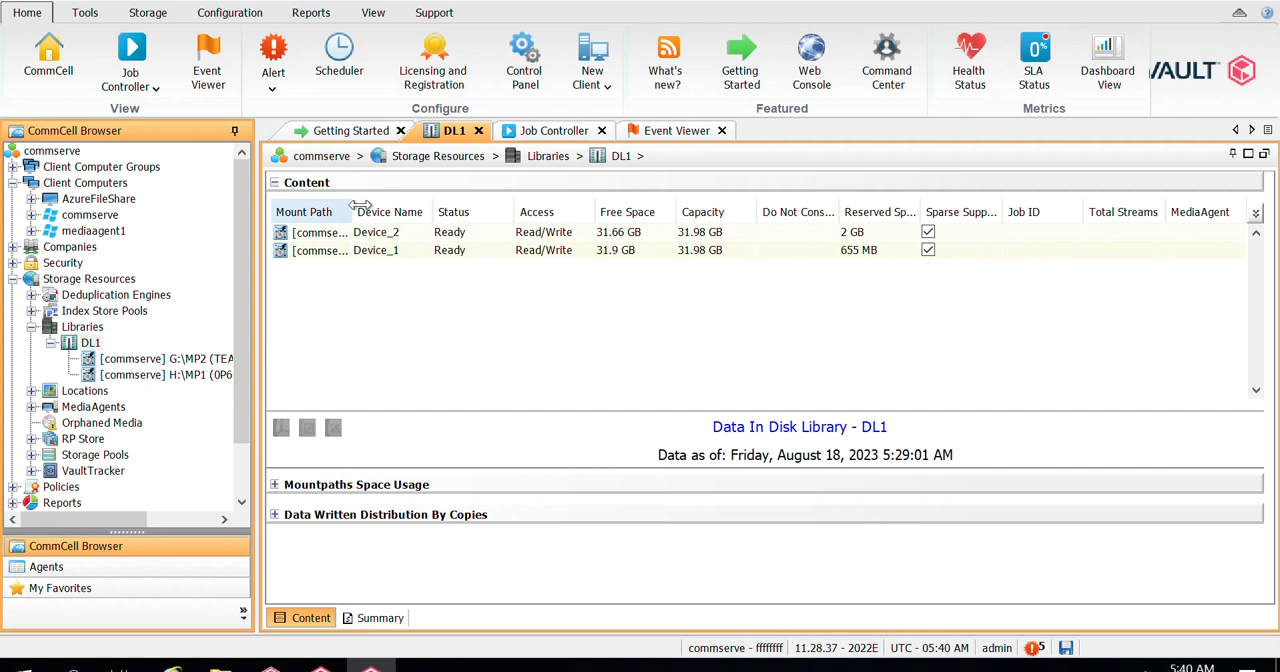 Home Tools Storage Configuration Reports View Support
CommCell
Job Controller
Event Viewer
View
Alert
Scheduler
Licensing and Registration
Control Panel
New Client
Configure
What's new?
Getting Started
Web Console
Command Center
Featured
Health Status
0%
SLA Status
Dashboard View
Metrics
VAULT
CommCell Browser
commserve
Client Computer Groups
Client Computers
AzureFileShare
commserve
mediaagent1
Companies
Security
Storage Resources
Deduplication Engines
Index Store Pools
Libraries
DL1
[commserve] G:\MP2 (TEA
[commserve] H:\MP1 (0P6
Locations
MediaAgents
Orphaned Media
RP Store
Storage Pools
VaultTracker
Policies
Reports
CommCell Browser
Agents
My Favorites
Getting Started DL1 Job Controller Event Viewer
commserve > Storage Resources > Libraries > DL1 >
Content
Mount Path Device Name Status Access Free Space Capacity Do Not Cons... Reserved Sp... Sparse Supp... Job ID Total Streams MediaAgent
[commse... Device_2 Ready Read/Write 31.66 GB 31.98 GB 2 GB
[commse... Device_1 Ready Read/Write 31.9 GB 31.98 GB 655 MB
Data In Disk Library - DL1
Data as of: Friday, August 18, 2023 5:29:01 AM
Mountpaths Space Usage
Data Written Distribution By Copies
Content Summary
commserve - ffffffff 11.28.37 - 2022E UTC - 05:40 AM admin 5
5:40 AM